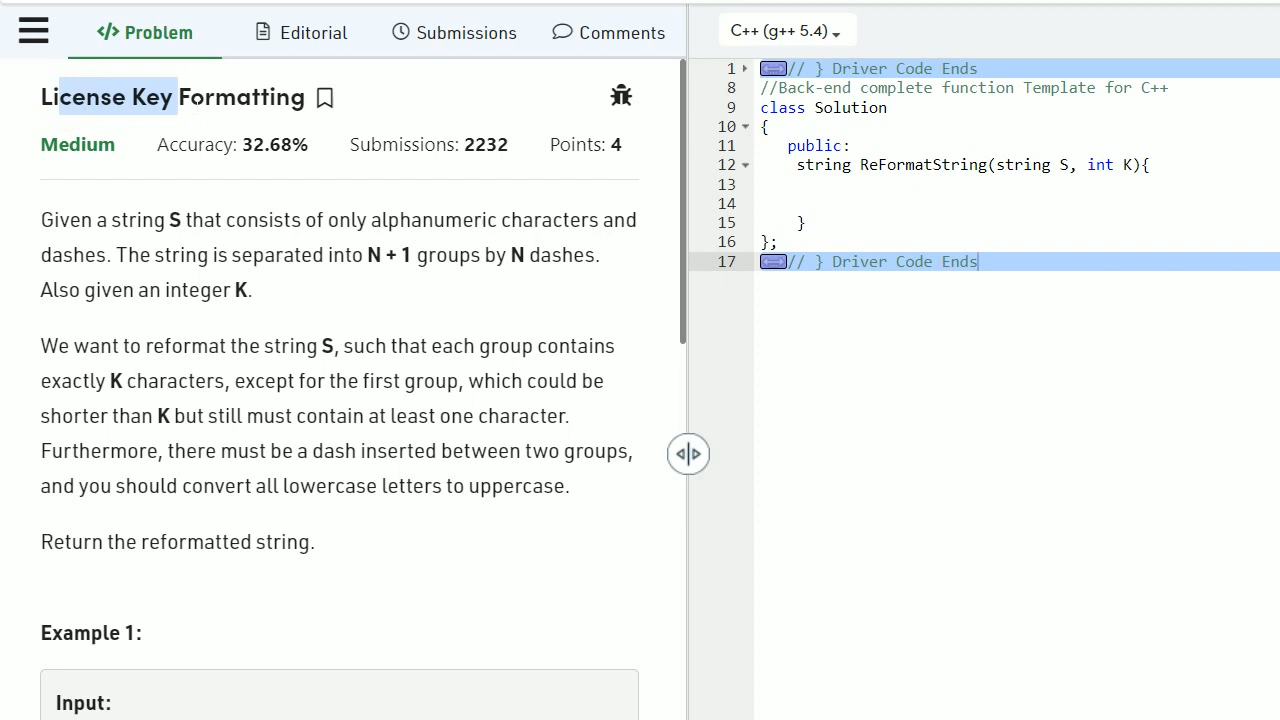 Problem Editorial Submissions Comments
License Key Formatting
Medium Accuracy: 32.68% Submissions: 2232 Points: 4
Given a string S that consists of only alphanumeric characters and
dashes. The string is separated into N + 1 groups by N dashes.
Also given an integer K.
We want to reformat the string S, such that each group contains
exactly K characters, except for the first group, which could be
shorter than K but still must contain at least one character.
Furthermore, there must be a dash inserted between two groups,
and you should convert all lowercase letters to uppercase.
Return the reformatted string.
Example 1:
Input:
C++ (g++ 5.4)
1 // } Driver Code Ends
8 //Back-end complete function Template for C++
9 class Solution
10 {
11 public:
12 string ReFormatString(string S, int K){
13
14
15 }
16 };
17 // } Driver Code Ends